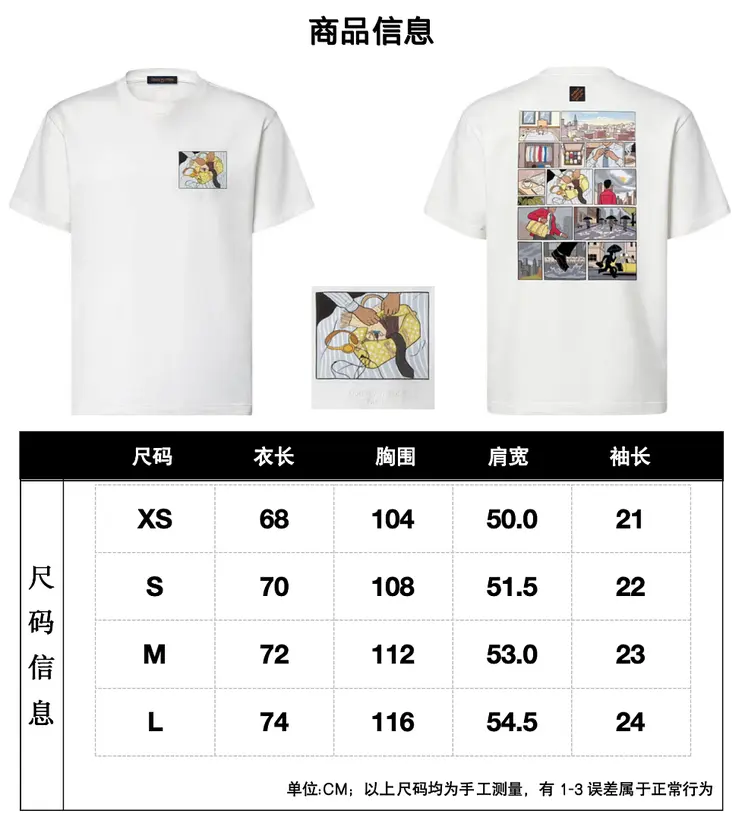 商品信息
尺码 衣长 胸围 肩宽 袖长
尺码信息
XS 68 104 50.0 21
S 70 108 51.5 22
M 72 112 53.0 23
L 74 116 54.5 24
单位:CM；以上尺码均为手工测量，有 1-3 误差属于正常行为